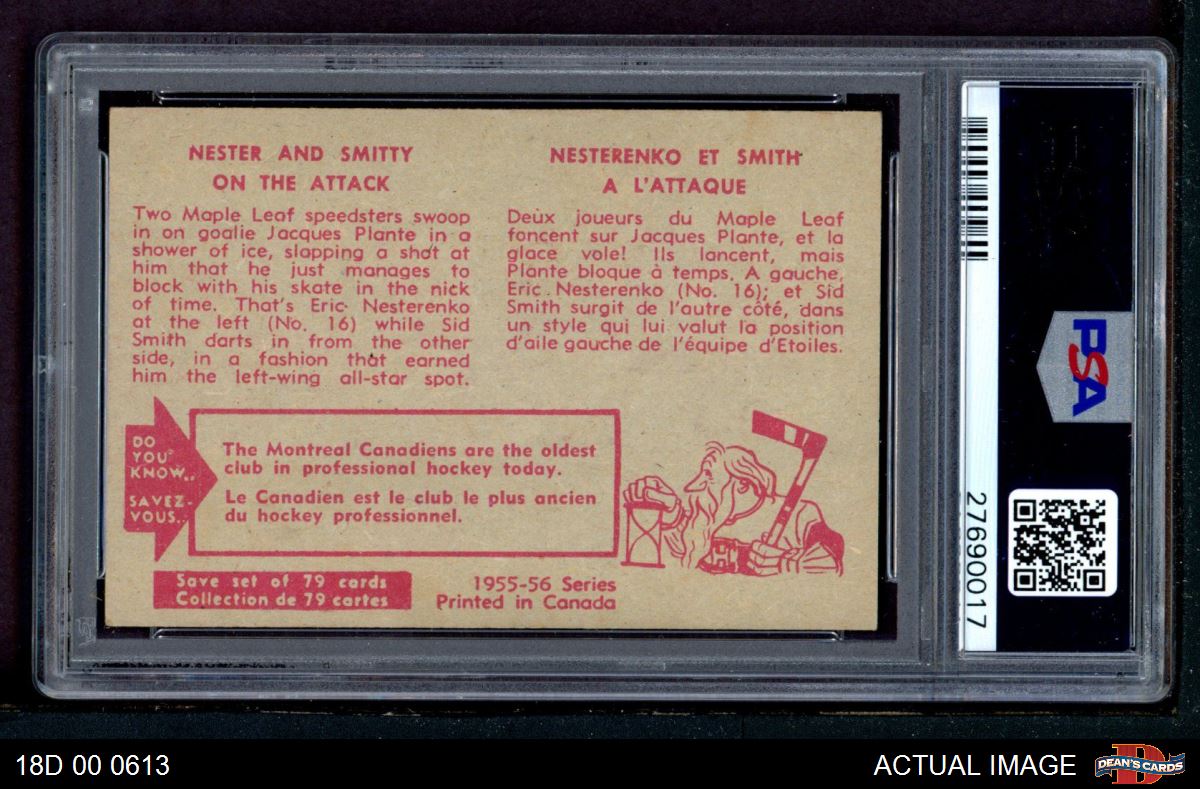 NESTER AND SMITTY
ON THE ATTACK
Two Maple Leaf speedsters swoop
in on goalie Jacques Plante in a
shower of ice, slapping a shot at
him that he just manages to
block with his skate in the nick
of time. That's Eric Nesterenko
at the left (No. 16) while Sid
Smith darts in from the other
side, in a fashion that earned
him the left-wing all-star spot.
NESTERENKO ET SMITH
A L'ATTAQUE
Deux joueurs du Maple Leaf
foncent sur Jacques Plante, et la
glace vole! Ils lancent, mais
Plante bloque à temps. A gauche,
Eric Nesterenko (No. 16); et Sid
Smith surgit de l'autre côté, dans
un style qui lui valut la position
d'aile gauche de l'équipe d'Etoiles.
DO
YOU
KNOW..
SAVEZ-
VOUS..
The Montreal Canadiens are the oldest
club in professional hockey today.
Le Canadien est le club le plus ancien
du hockey professionnel.
Save set of 79 cards
Collection de 79 cartes
1955-56 Series
Printed in Canada
H
PSA
27690017
18D 00 0613
ACTUAL IMAGE
D
DEAN'S CARDS